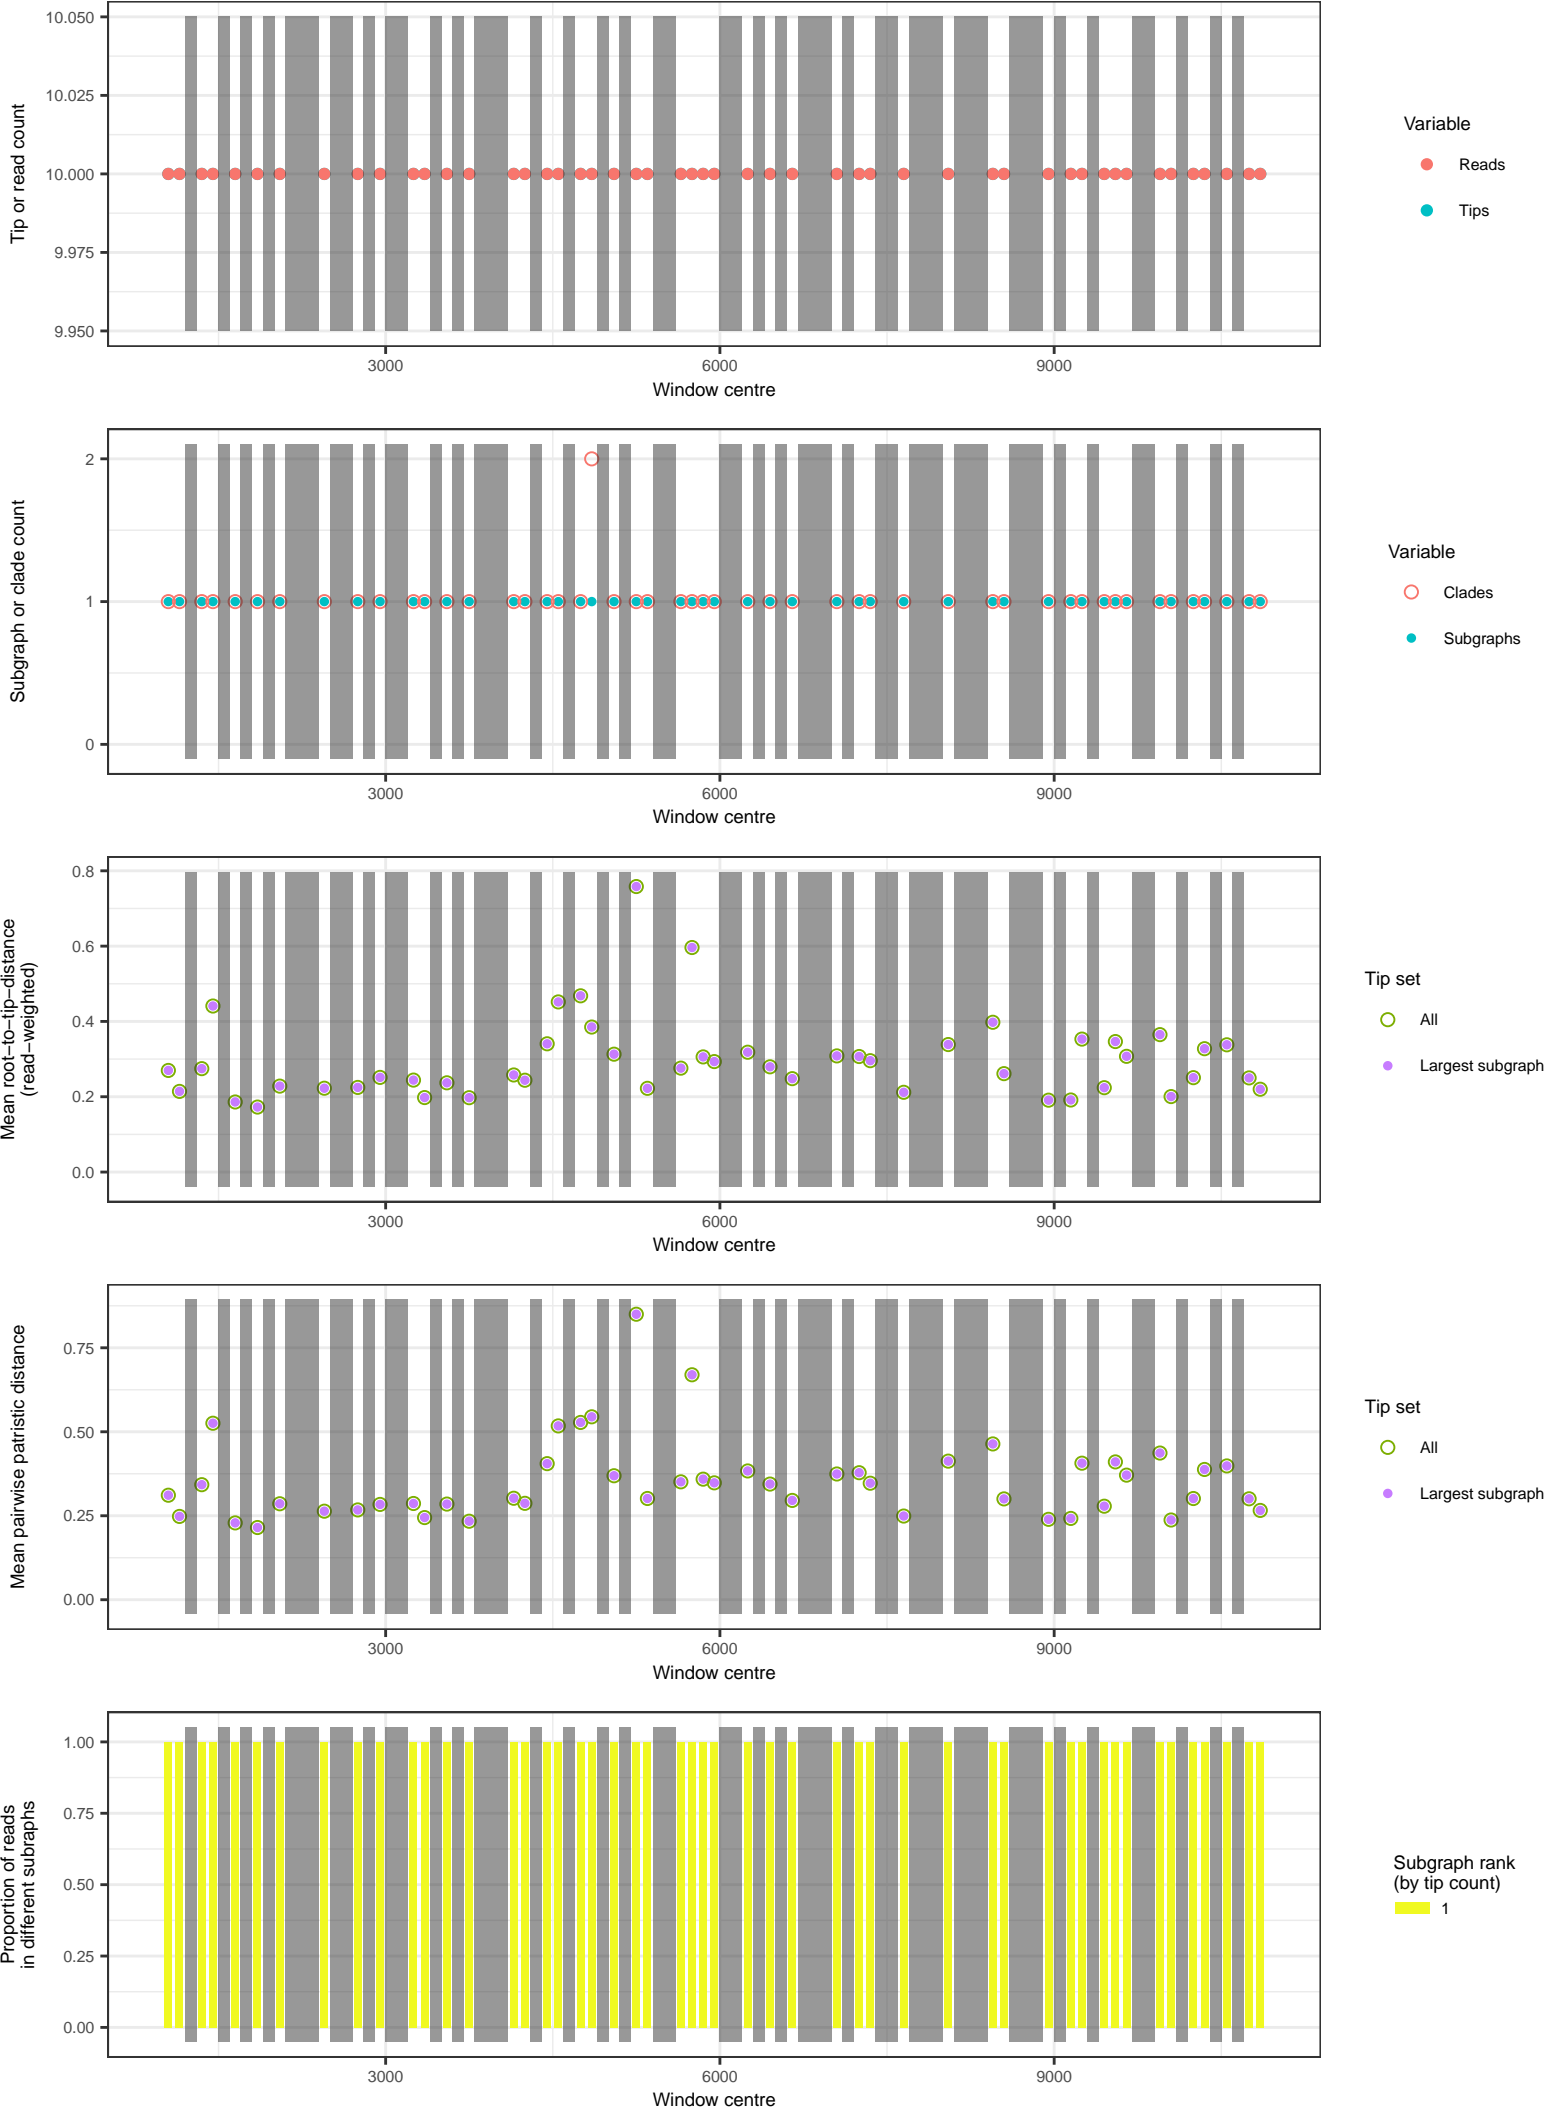 10.050
10.025
10.000
9.975
9.950
Tip or read count
3000
6000
9000
Window centre
Variable
Reads
Tips
2
1
0
Subgraph or clade count
3000
6000
9000
Window centre
Variable
Clades
Subgraphs
0.8
0.6
0.4
0.2
0.0
Mean root−to−tip−distance
(read−weighted)
3000
6000
9000
Window centre
Tip set
All
Largest subgraph
0.75
0.50
0.25
0.00
Mean pairwise patristic distance
3000
6000
9000
Window centre
Tip set
All
Largest subgraph
1.00
0.75
0.50
0.25
0.00
Proportion of reads
in different subraphs
3000
6000
9000
Window centre
Subgraph rank
(by tip count)
1